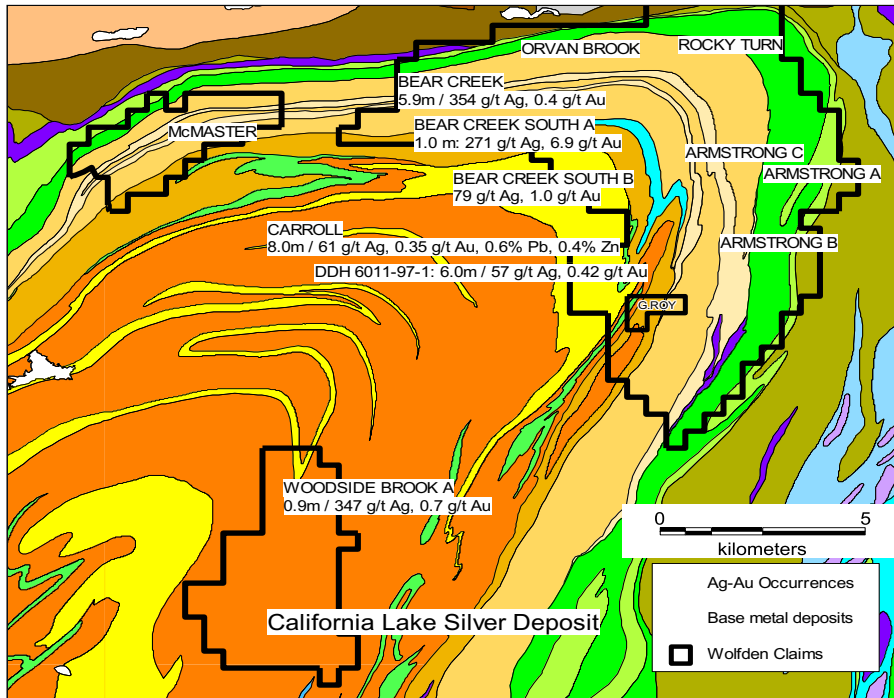 ORVAN BROOK
ROCKY TURN
BEAR CREEK
5.9m / 354 g/t Ag, 0.4 g/t Au
McMASTER
BEAR CREEK SOUTH A
1.0 m: 271 g/t Ag, 6.9 g/t Au
ARMSTRONG C
ARMSTRONG A
BEAR CREEK SOUTH B
79 g/t Ag, 1.0 g/t Au
CARROLL
8.0m / 61 g/t Ag, 0.35 g/t Au, 0.6% Pb, 0.4% Zn
ARMSTRONG B
DDH 6011-97-1: 6.0m / 57 g/t Ag, 0.42 g/t Au
G.ROY
WOODSIDE BROOK A
0.9m / 347 g/t Ag, 0.7 g/t Au
0 5
kilometers
Ag-Au Occurrences
Base metal deposits
Wolfden Claims
California Lake Silver Deposit